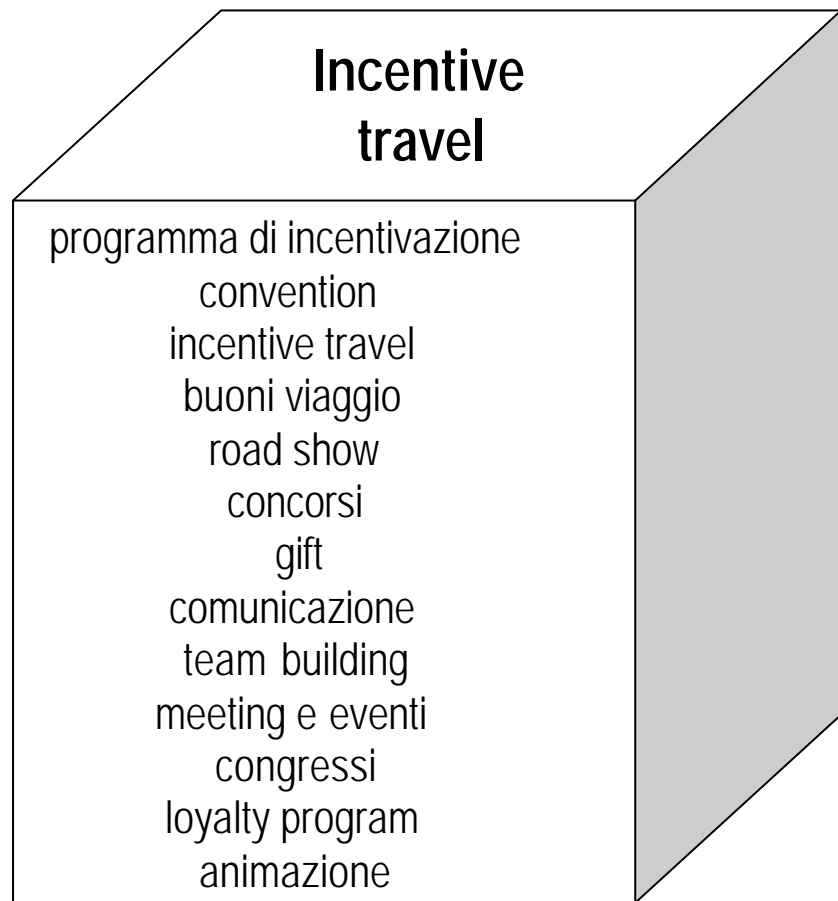 Incentive
travel
programma di incentivazione
convention
incentive travel
buoni viaggio
road show
concorsi
gift
comunicazione
team building
meeting e eventi
congressi
loyalty program
animazione